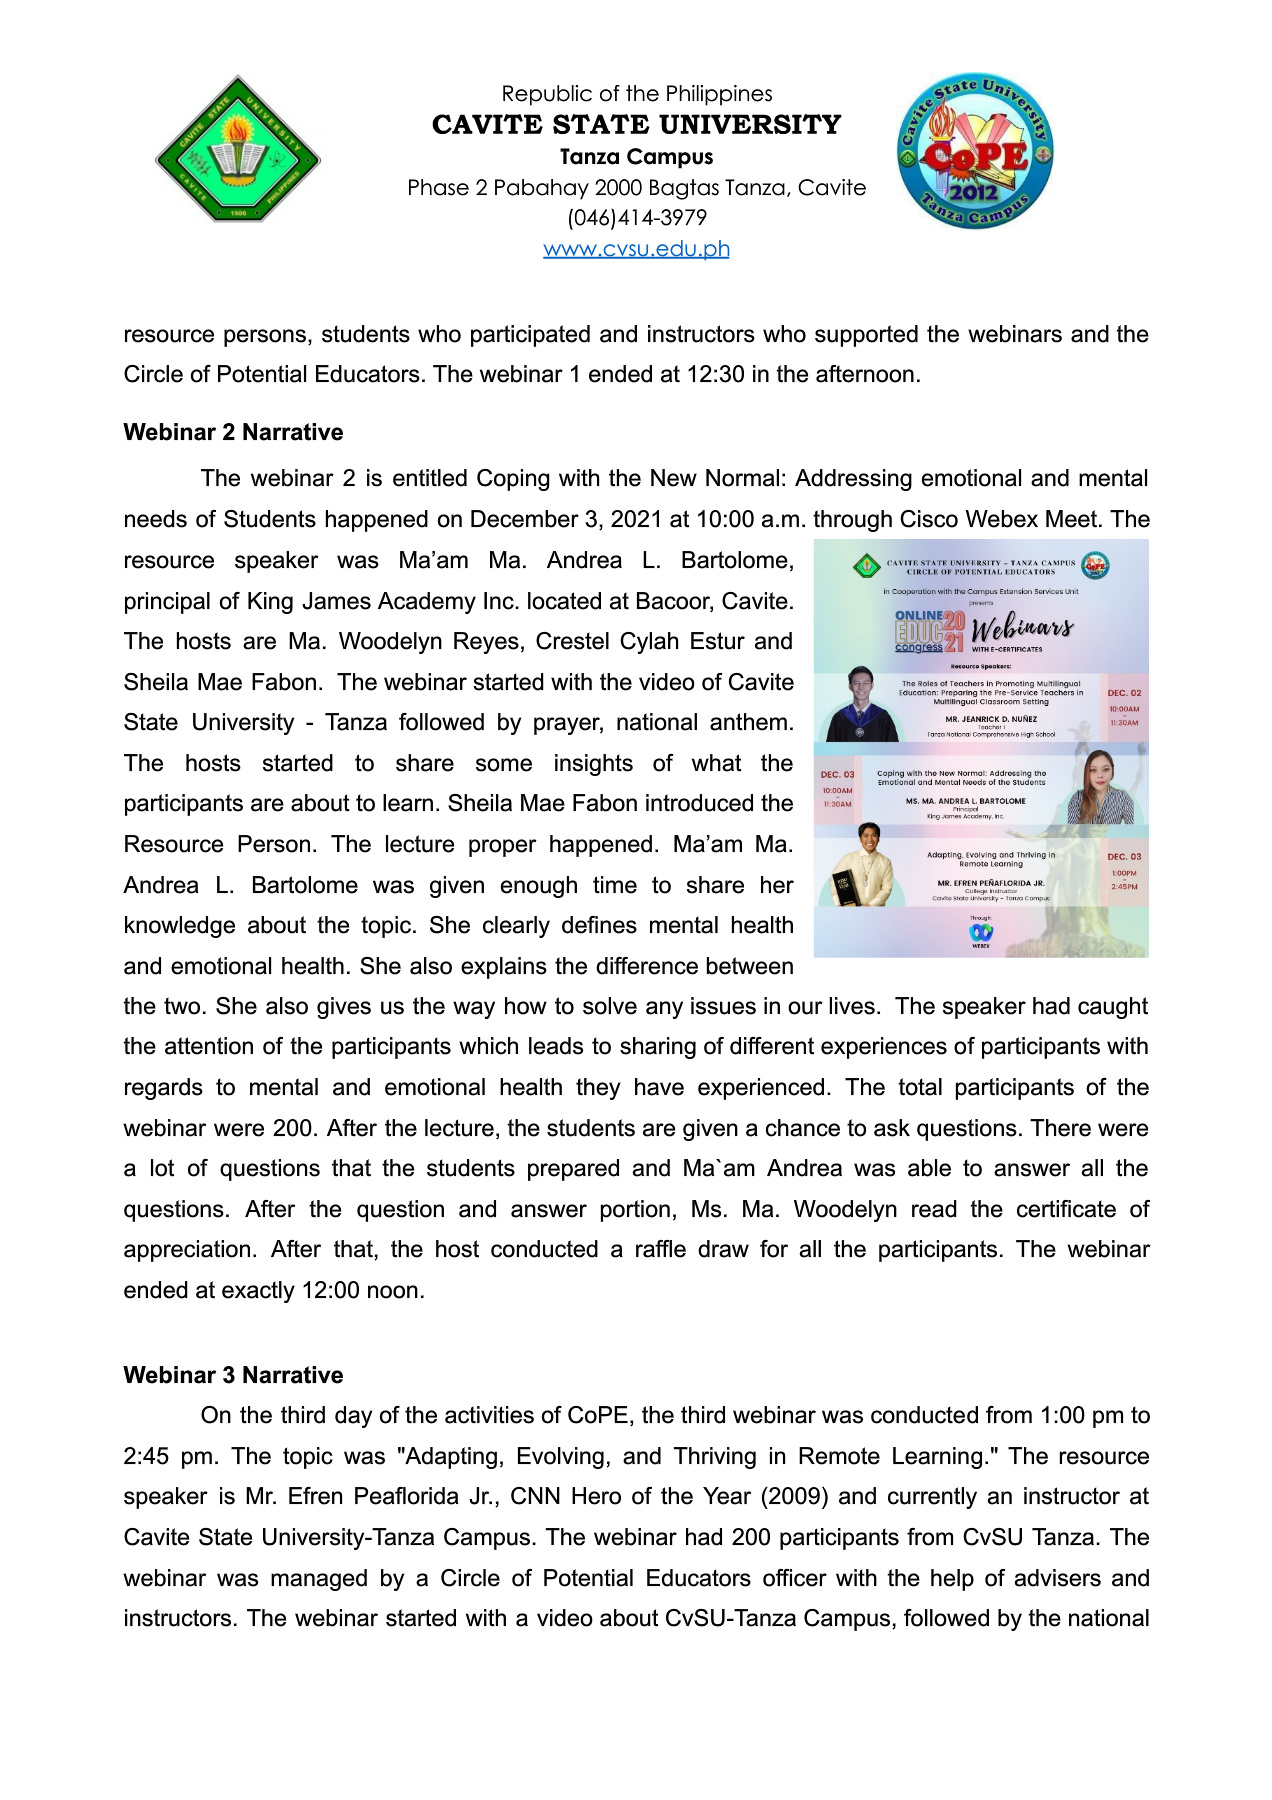 CAVITE STATE UNIVERSITY
CAVITE PHILIPPINES
1906
Republic of the Philippines
CAVITE STATE UNIVERSITY
Tanza Campus
Phase 2 Pabahay 2000 Bagtas Tanza, Cavite
(046)414-3979
www.cvsu.edu.ph
Cavite State University
CoPE
2012
Tanza Campus
resource persons, students who participated and instructors who supported the webinars and the
Circle of Potential Educators. The webinar 1 ended at 12:30 in the afternoon.
Webinar 2 Narrative
The webinar 2 is entitled Coping with the New Normal: Addressing emotional and mental
needs of Students happened on December 3, 2021 at 10:00 a.m. through Cisco Webex Meet. The
resource speaker was Ma’am Ma. Andrea L. Bartolome,
principal of King James Academy Inc. located at Bacoor, Cavite.
The hosts are Ma. Woodelyn Reyes, Crestel Cylah Estur and
Sheila Mae Fabon. The webinar started with the video of Cavite
State University - Tanza followed by prayer, national anthem.
The hosts started to share some insights of what the
participants are about to learn. Sheila Mae Fabon introduced the
Resource Person. The lecture proper happened. Ma’am Ma.
Andrea L. Bartolome was given enough time to share her
knowledge about the topic. She clearly defines mental health
and emotional health. She also explains the difference between
CAVITE STATE UNIVERSITY – TANZA CAMPUS
CIRCLE OF POTENTIAL EDUCATORS
in Cooperation with the Campus Extension Services Unit
presents
ONLINE
EDUC
congress
20
21
Webinars
WITH E-CERTIFICATES
Resource Speakers:
The Roles of Teachers in Promoting Multilingual
Education: Preparing the Pre-Service Teachers in
Multilingual Classroom Setting
MR. JEANRICK D. NUÑEZ
Teacher I
Tanza National Comprehensive High School
DEC. 02
10:00AM
–
11:30AM
DEC. 03
10:00AM
–
11:30AM
Coping with the New Normal: Addressing the
Emotional and Mental Needs of the Students
MS. MA. ANDREA L. BARTOLOME
Principal
King James Academy, Inc.
Adapting, Evolving and Thriving in
Remote Learning
MR. EFREN PEÑAFLORIDA JR.
College Instructor
Cavite State University - Tanza Campus
DEC. 03
1:00PM
–
2:45PM
Through:
WEBEX
the two. She also gives us the way how to solve any issues in our lives. The speaker had caught
the attention of the participants which leads to sharing of different experiences of participants with
regards to mental and emotional health they have experienced. The total participants of the
webinar were 200. After the lecture, the students are given a chance to ask questions. There were
a lot of questions that the students prepared and Ma`am Andrea was able to answer all the
questions. After the question and answer portion, Ms. Ma. Woodelyn read the certificate of
appreciation. After that, the host conducted a raffle draw for all the participants. The webinar
ended at exactly 12:00 noon.
Webinar 3 Narrative
On the third day of the activities of CoPE, the third webinar was conducted from 1:00 pm to
2:45 pm. The topic was "Adapting, Evolving, and Thriving in Remote Learning." The resource
speaker is Mr. Efren Peaflorida Jr., CNN Hero of the Year (2009) and currently an instructor at
Cavite State University-Tanza Campus. The webinar had 200 participants from CvSU Tanza. The
webinar was managed by a Circle of Potential Educators officer with the help of advisers and
instructors. The webinar started with a video about CvSU-Tanza Campus, followed by the national